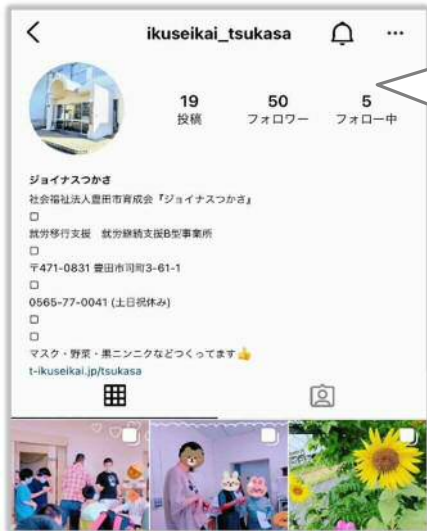 ikuseikai_tsukasa
19 50 5
投稿 フォロワー フォロー中
ジョイナスつかさ
社会福祉法人豊田市育成会『ジョイナスつかさ』
就労移行支援 就労継続支援B型事業所
〒471-0831 豊田市司町3-61-1
0565-77-0041 (土日祝休み)
マスク・野菜・黒ニンニクなどつくってます👍
t-ikuseikai.jp/tsukasa